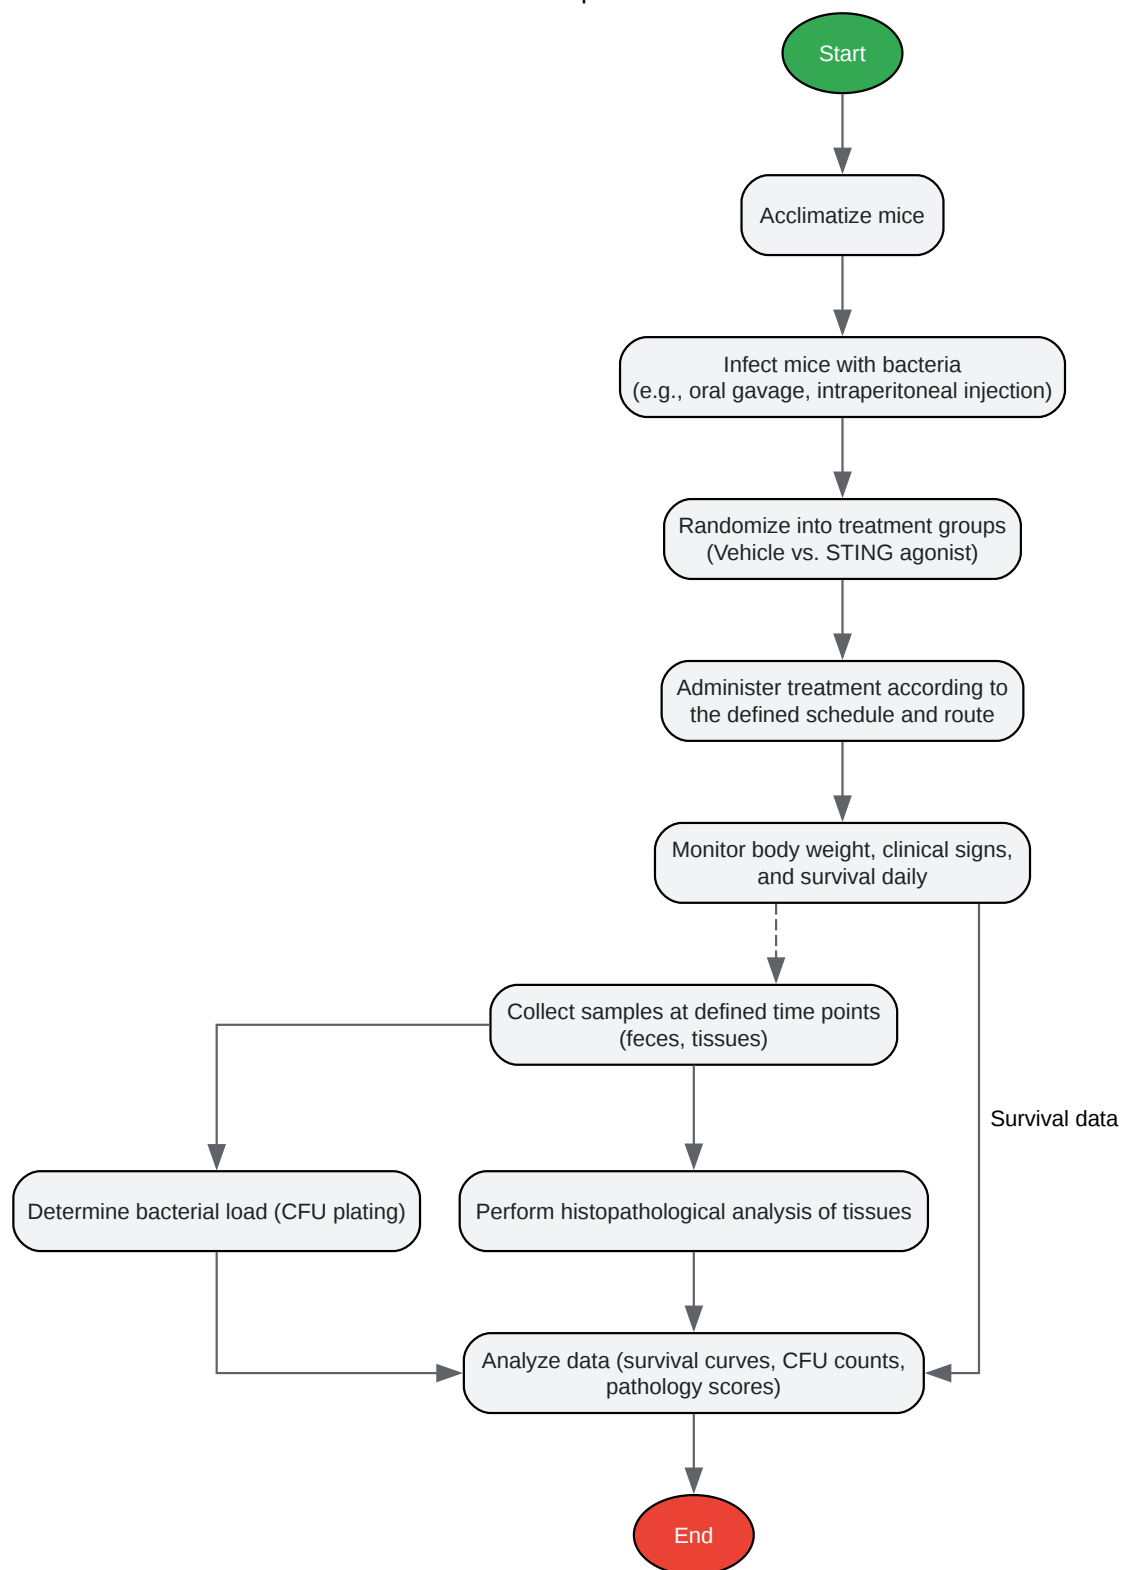 Start
Acclimatize mice
Infect mice with bacteria
(e.g., oral gavage, intraperitoneal injection)
Randomize into treatment groups
(Vehicle vs. STING agonist)
Administer treatment according to
the defined schedule and route
Monitor body weight, clinical signs,
and survival daily
Collect samples at defined time points
(feces, tissues)
Survival data
Determine bacterial load (CFU plating)
Perform histopathological analysis of tissues
Analyze data (survival curves, CFU counts,
pathology scores)
End